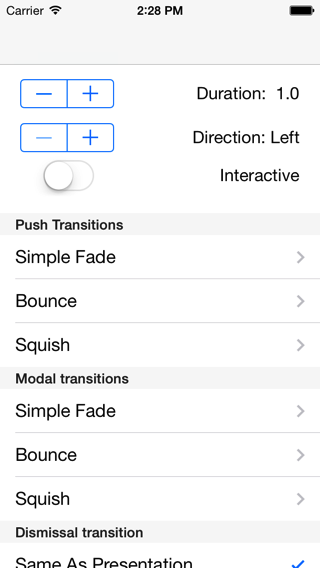 Carrier 2:28 PM
− + Duration: 1.0
− + Direction: Left
Interactive
Push Transitions
Simple Fade
Bounce
Squish
Modal transitions
Simple Fade
Bounce
Squish
Dismissal transition
Same As Presentation